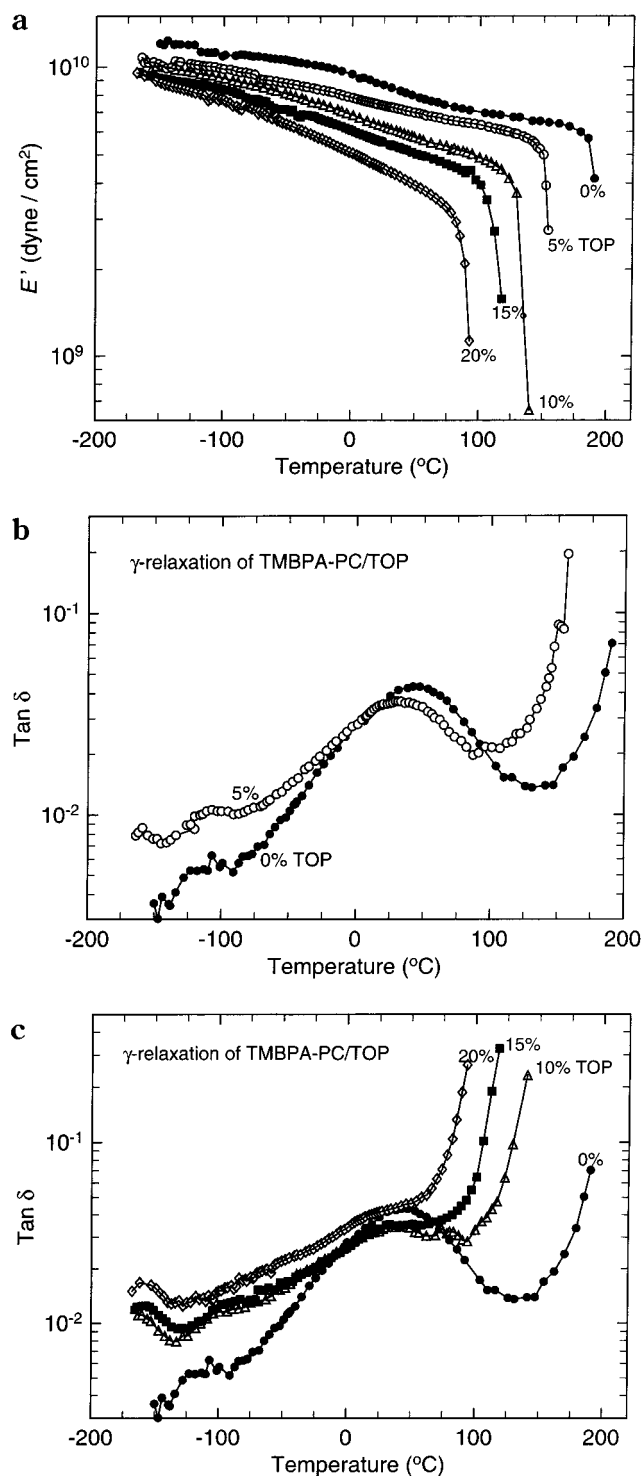 a
10¹⁰
10⁹
E' (dyne / cm²)
0%
5% TOP
15%
20%
10%
-200 -100 0 100 200
Temperature (°C)
b
γ-relaxation of TMBPA-PC/TOP
10⁻¹
10⁻²
Tan δ
5%
0% TOP
-200 -100 0 100 200
Temperature (°C)
c
γ-relaxation of TMBPA-PC/TOP
20%
15%
10% TOP
0%
10⁻¹
10⁻²
Tan δ
-200 -100 0 100 200
Temperature (°C)